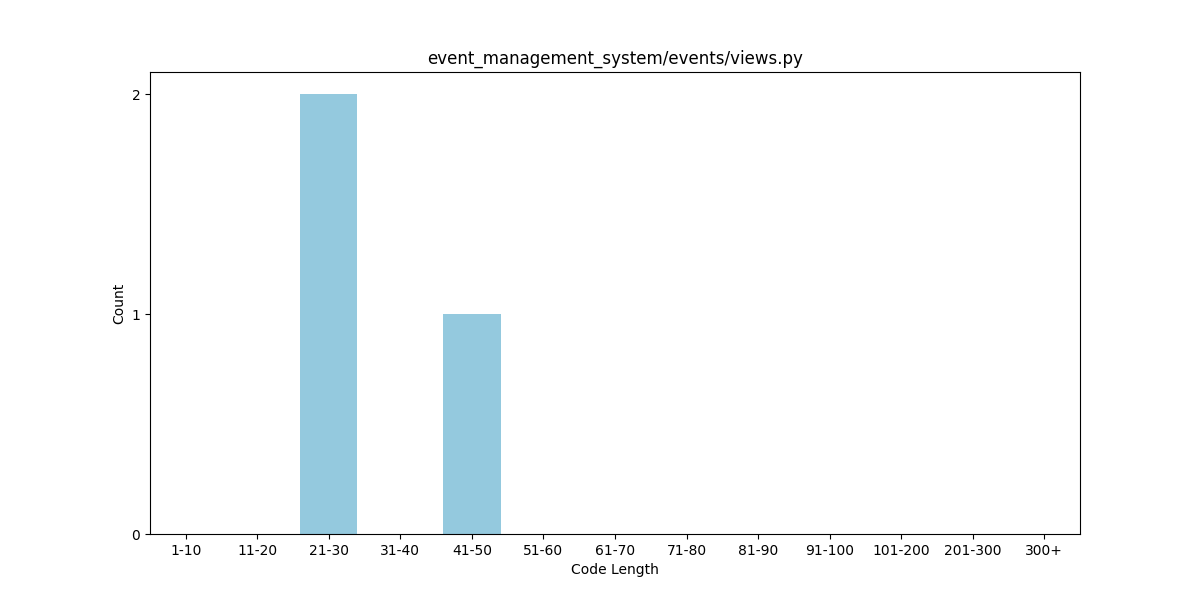 event_management_system/events/views.py
2
1
0
Count
1-10 11-20 21-30 31-40 41-50 51-60 61-70 71-80 81-90 91-100 101-200 201-300 300+
Code Length